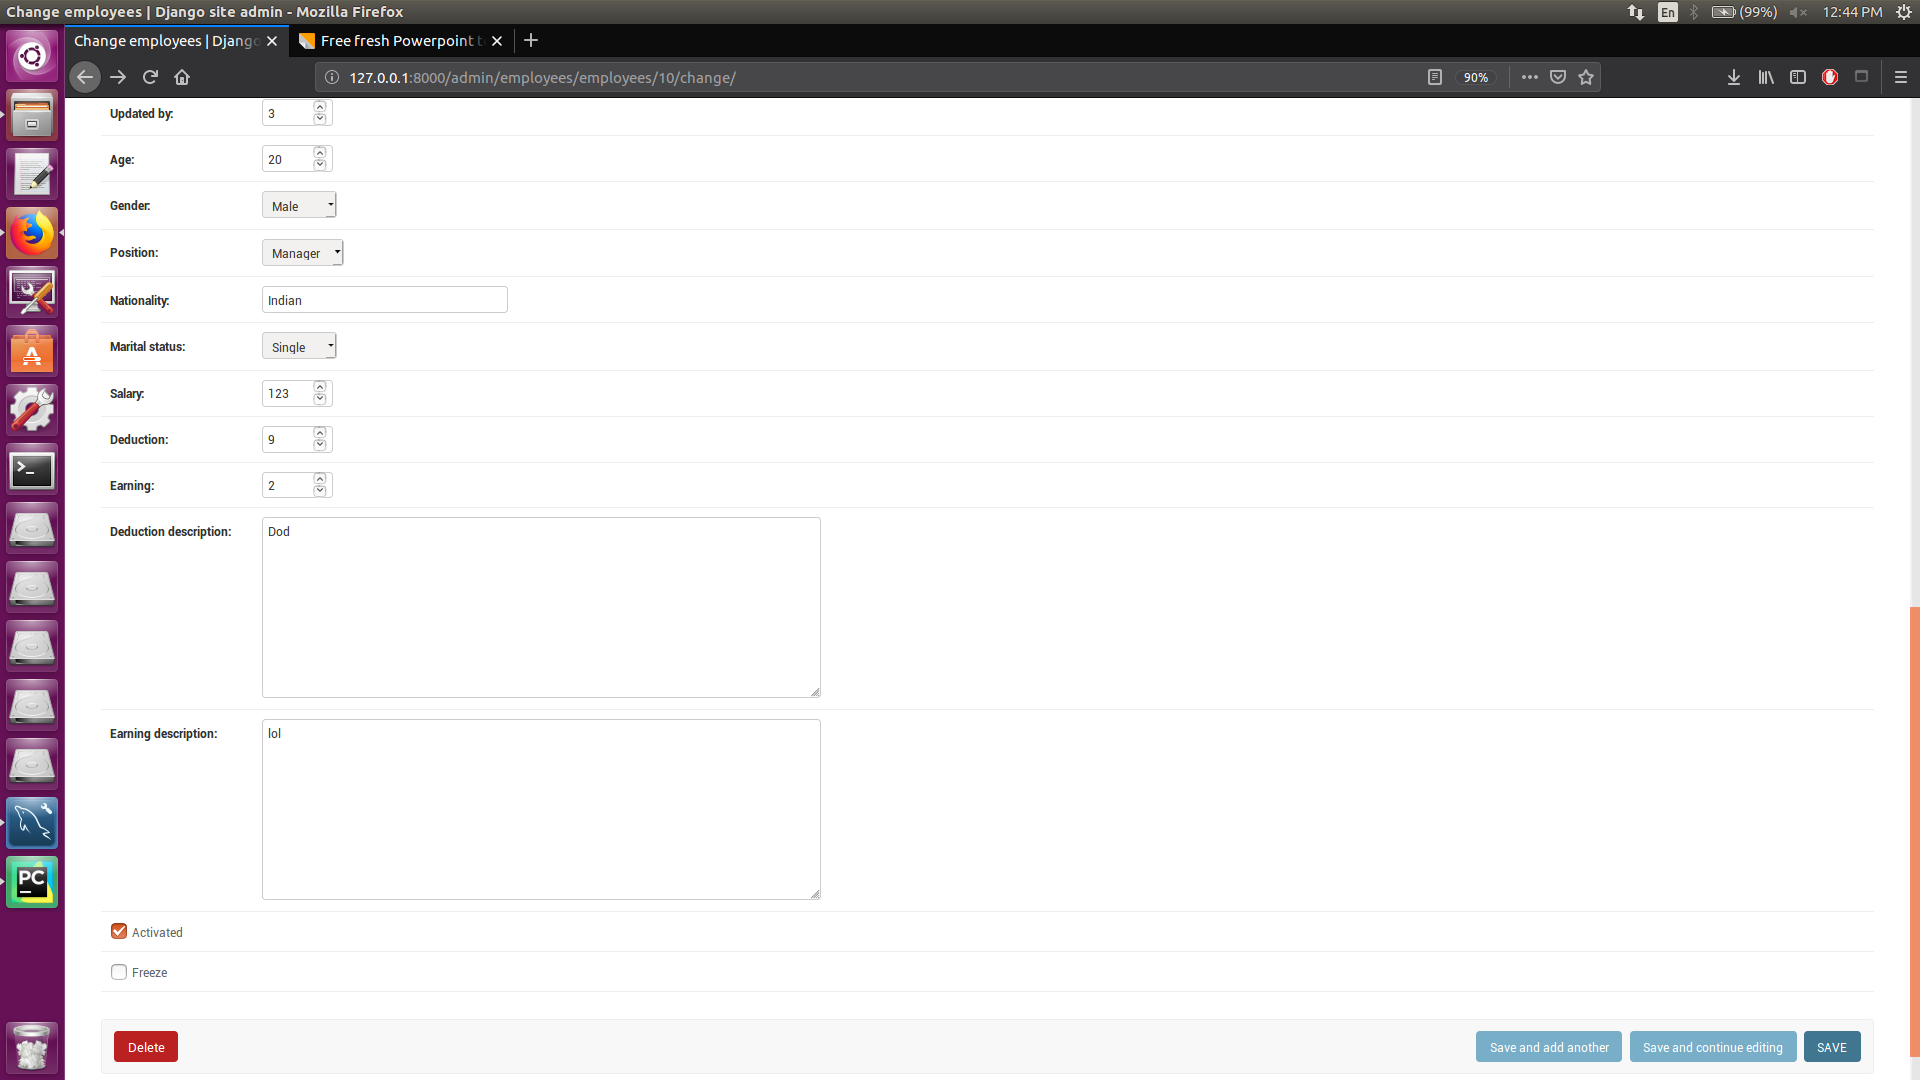 Change employees | Django site admin - Mozilla Firefox
En
(99%)
12:44 PM
Change employees | Django
Free fresh Powerpoint t
127.0.0.1:8000/admin/employees/employees/10/change/
90%
Updated by:
3
Age:
20
Gender:
Male
Position:
Manager
Nationality:
Indian
Marital status:
Single
Salary:
123
Deduction:
9
Earning:
2
Deduction description:
Dod
Earning description:
lol
PC
Activated
Freeze
Delete
Save and add another
Save and continue editing
SAVE